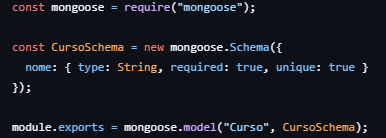 const mongoose = require("mongoose");
const CursoSchema = new mongoose.Schema({
  nome: { type: String, required: true, unique: true }
});
module.exports = mongoose.model("Curso", CursoSchema);